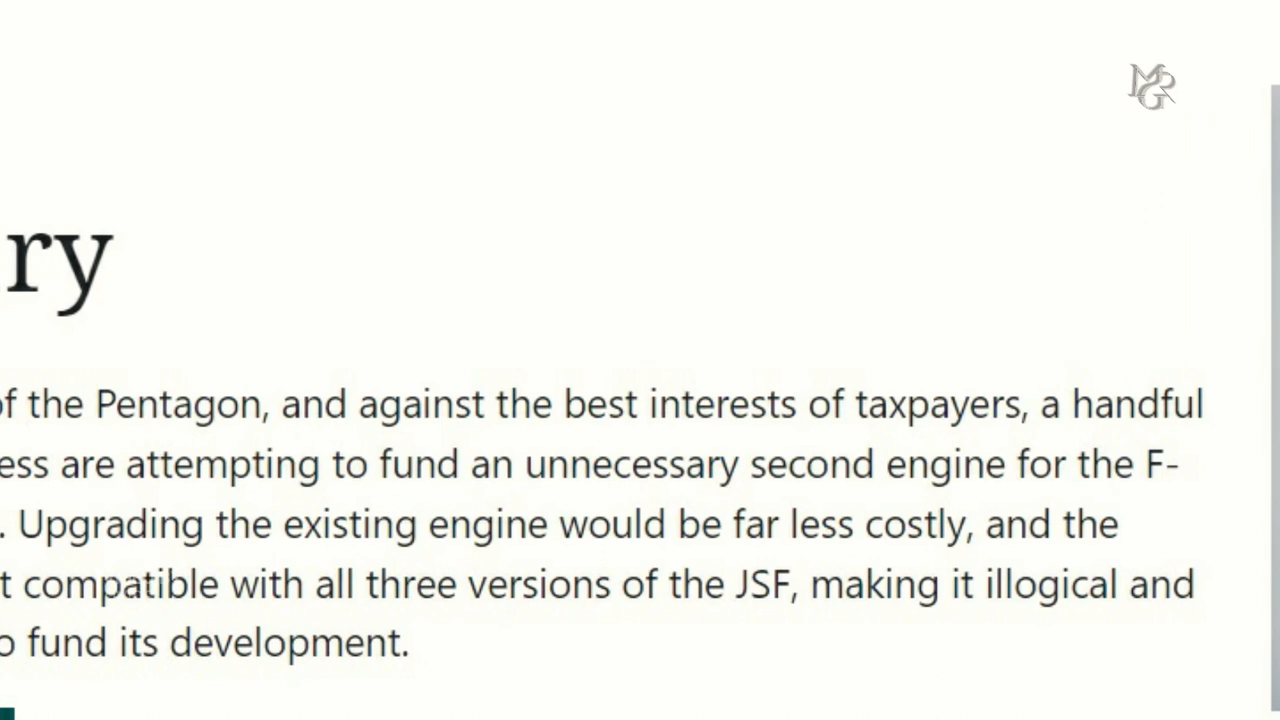 MGR
ry
of the Pentagon, and against the best interests of taxpayers, a handful
ess are attempting to fund an unnecessary second engine for the F-
. Upgrading the existing engine would be far less costly, and the
t compatible with all three versions of the JSF, making it illogical and
o fund its development.